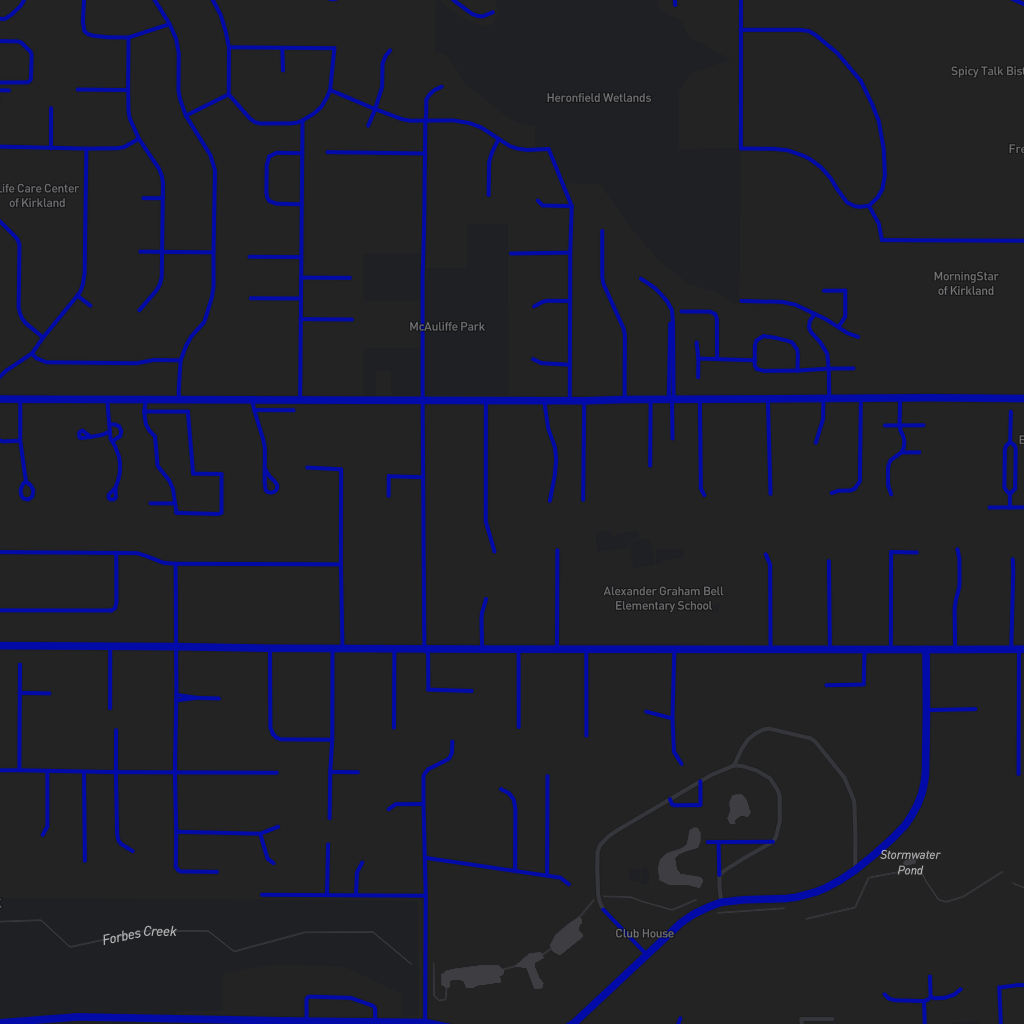 Spicy Talk Bist
Heronfield Wetlands
Fre
Life Care Center
of Kirkland
MorningStar
of Kirkland
McAuliffe Park
Alexander Graham Bell
Elementary School
Stormwater
Pond
Forbes Creek
Club House